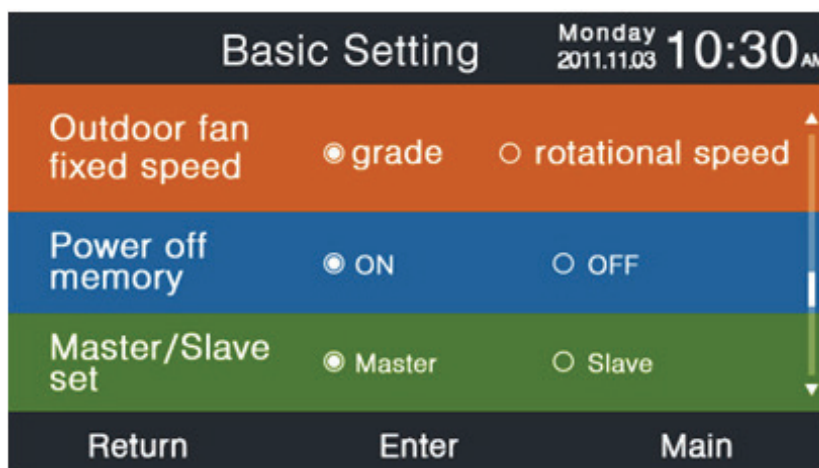 Basic Setting
Monday
2011.11.03 10:30 AM
Outdoor fan
fixed speed
grade
rotational speed
Power off
memory
ON
OFF
Master/Slave
set
Master
Slave
Return
Enter
Main